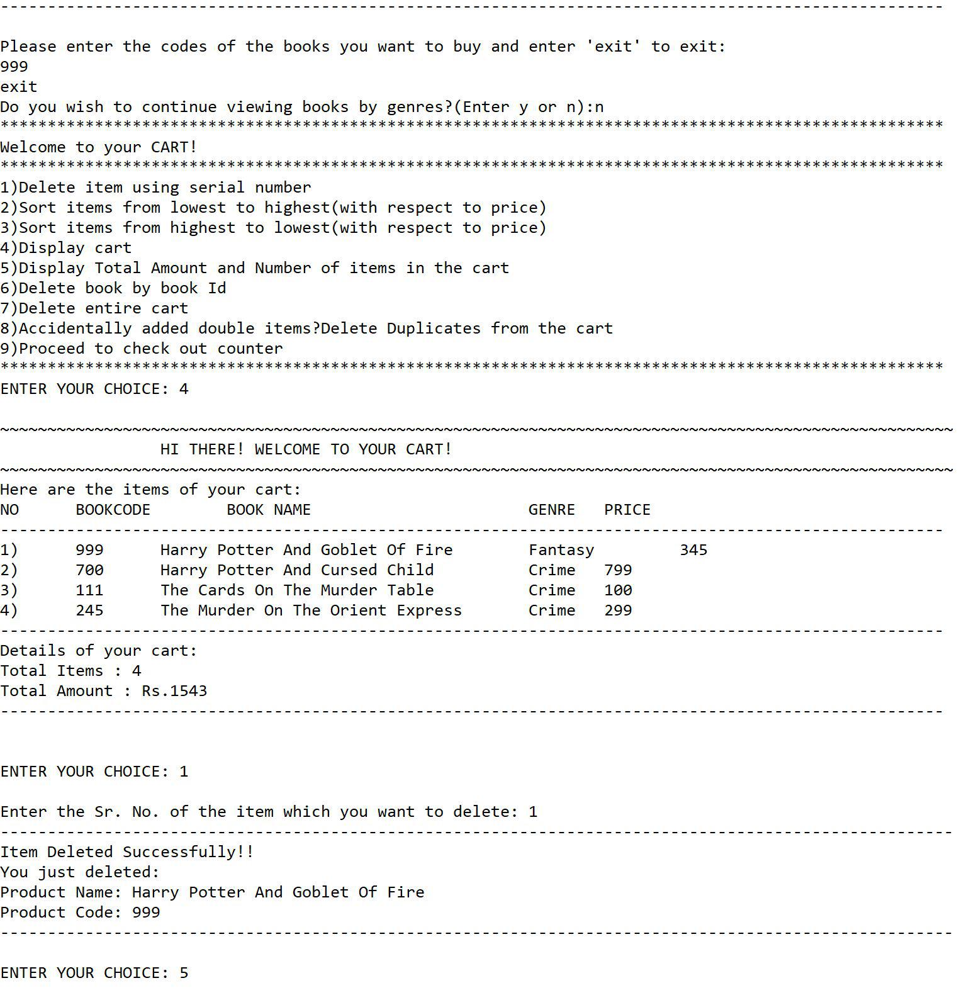 ----------------------------------------------------------------------------------------------------
Please enter the codes of the books you want to buy and enter 'exit' to exit:
999
exit
Do you wish to continue viewing books by genres?(Enter y or n):n
****************************************************************************************************
Welcome to your CART!
****************************************************************************************************
1)Delete item using serial number
2)Sort items from lowest to highest(with respect to price)
3)Sort items from highest to lowest(with respect to price)
4)Display cart
5)Display Total Amount and Number of items in the cart
6)Delete book by book Id
7)Delete entire cart
8)Accidentally added double items?Delete Duplicates from the cart
9)Proceed to check out counter
****************************************************************************************************
ENTER YOUR CHOICE: 4
~~~~~~~~~~~~~~~~~~~~~~~~~~~~~~~~~~~~~~~~~~~~~~~~~~~~~~~~~~~~~~~~~~~~~~~~~~~~~~~~~~~~~~~~~~~~~~~~~~~~~
HI THERE! WELCOME TO YOUR CART!
~~~~~~~~~~~~~~~~~~~~~~~~~~~~~~~~~~~~~~~~~~~~~~~~~~~~~~~~~~~~~~~~~~~~~~~~~~~~~~~~~~~~~~~~~~~~~~~~~~~~~
Here are the items of your cart:
NO      BOOKCODE        BOOK NAME                       GENRE   PRICE
----------------------------------------------------------------------------------------------------
1)      999      Harry Potter And Goblet Of Fire        Fantasy         345
2)      700      Harry Potter And Cursed Child          Crime   799
3)      111      The Cards On The Murder Table          Crime   100
4)      245      The Murder On The Orient Express       Crime   299
----------------------------------------------------------------------------------------------------
Details of your cart:
Total Items : 4
Total Amount : Rs.1543
----------------------------------------------------------------------------------------------------
ENTER YOUR CHOICE: 1
Enter the Sr. No. of the item which you want to delete: 1
-----------------------------------------------------------------------------------------------------
Item Deleted Successfully!!
You just deleted:
Product Name: Harry Potter And Goblet Of Fire
Product Code: 999
-----------------------------------------------------------------------------------------------------
ENTER YOUR CHOICE: 5